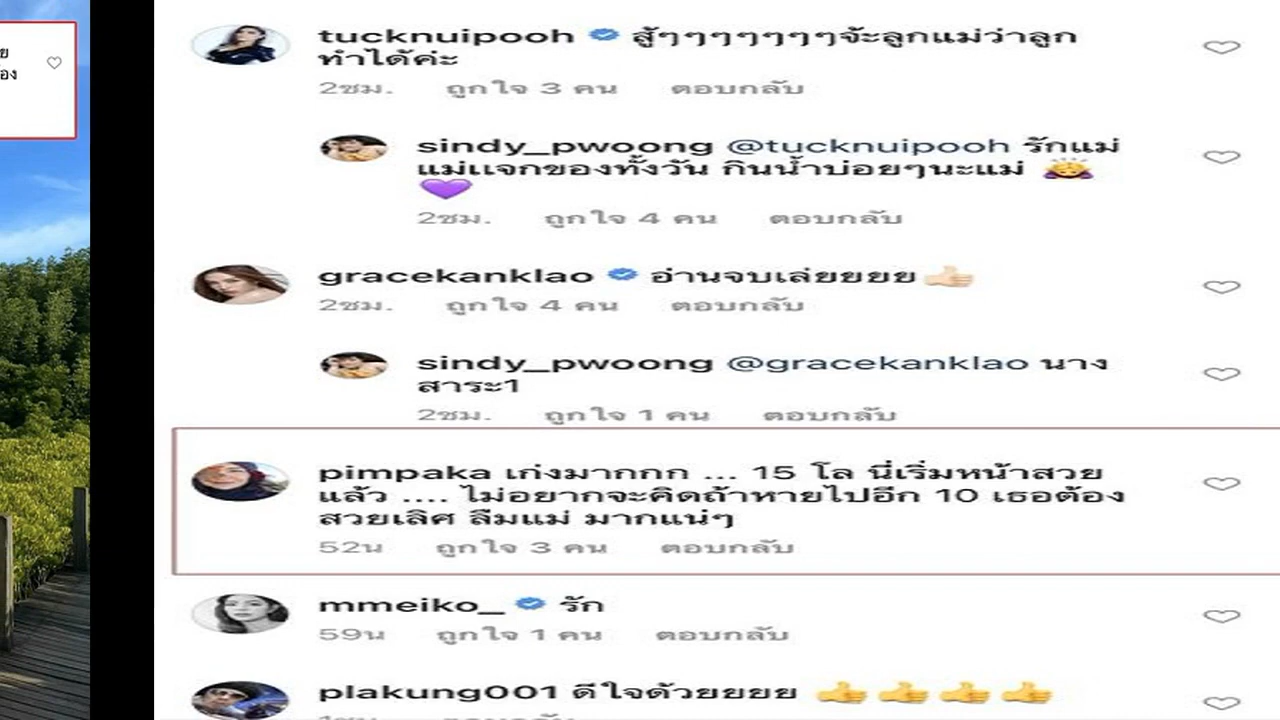 ย
อง
tucknuipooh สู้ๆๆๆๆๆๆๆจ้ะลูกแม่ว่าลูก
ทำได้ค่ะ
2ชม. ถูกใจ 3 คน ตอบกลับ
sindy_pwoong @tucknuipooh รักแม่
แม่แจกของทั้งวัน กินน้ำบ่อยๆนะแม่ 🙇‍♀️
💜
2ชม. ถูกใจ 4 คน ตอบกลับ
gracekanklao อ่านจบเล่ยยยย👍🏻
2ชม. ถูกใจ 4 คน ตอบกลับ
sindy_pwoong @gracekanklao นาง
สาระ1
2ชม. ถูกใจ 1 คน ตอบกลับ
pimpaka เก่งมากกก ... 15 โล นี่เริ่มหน้าสวย
แล้ว .... ไม่อยากจะคิดถ้าหายไปอีก 10 เธอต้อง
สวยเลิศ ลืมแม่ มากแน่ๆ
52น ถูกใจ 3 คน ตอบกลับ
mmeiko_ รัก
59น ถูกใจ 1 คน ตอบกลับ
plakung001 ดีใจด้วยยยย 👍👍👍👍